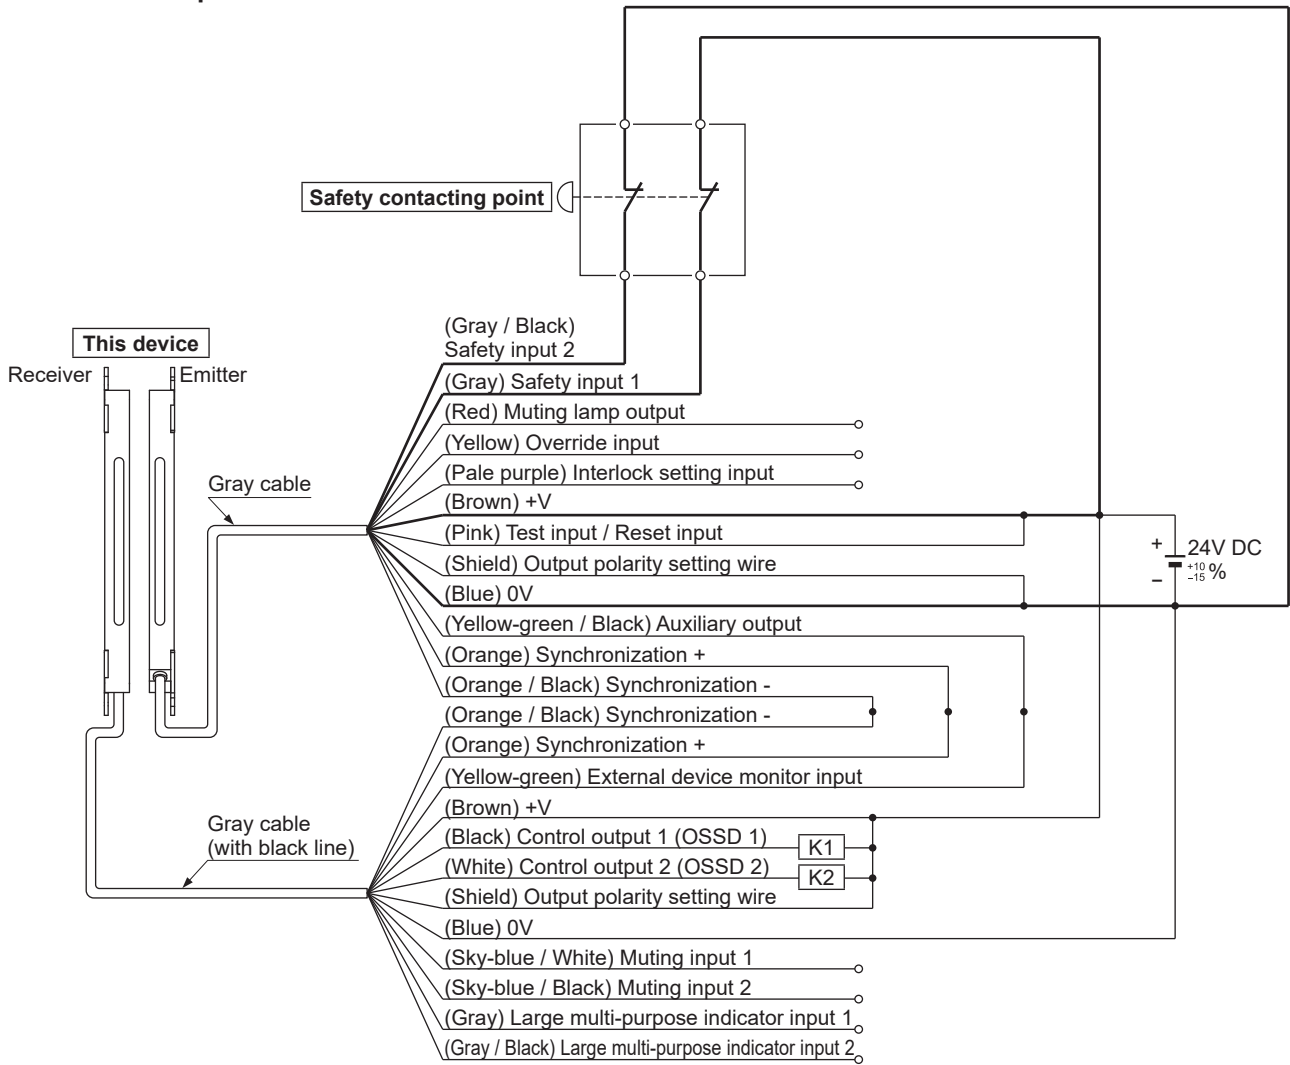 Safety contacting point
(Gray / Black)
Safety input 2
This device
Receiver
Emitter
(Gray) Safety input 1
(Red) Muting lamp output
(Yellow) Override input
(Pale purple) Interlock setting input
Gray cable
(Brown) +V
(Pink) Test input / Reset input
+
24V DC
(Shield) Output polarity setting wire
+10
−15 %
−
(Blue) 0V
(Yellow-green / Black) Auxiliary output
(Orange) Synchronization +
(Orange / Black) Synchronization -
(Orange / Black) Synchronization -
(Orange) Synchronization +
(Yellow-green) External device monitor input
(Brown) +V
Gray cable
(with black line)
(Black) Control output 1 (OSSD 1)
K1
(White) Control output 2 (OSSD 2)
K2
(Shield) Output polarity setting wire
(Blue) 0V
(Sky-blue / White) Muting input 1
(Sky-blue / Black) Muting input 2
(Gray) Large multi-purpose indicator input 1
(Gray / Black) Large multi-purpose indicator input 2